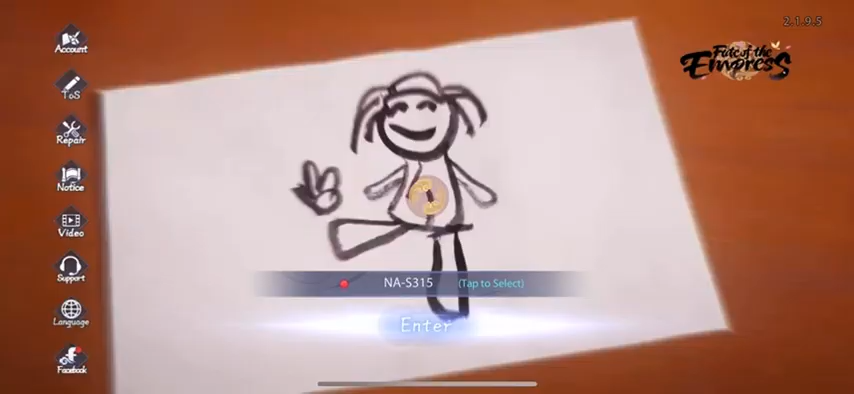 2.1.9.5
Fate of the
Empress
Account
ToS
Repair
Notice
Video
Support
Language
Facebook
NA-S315 (Tap to Select)
Enter